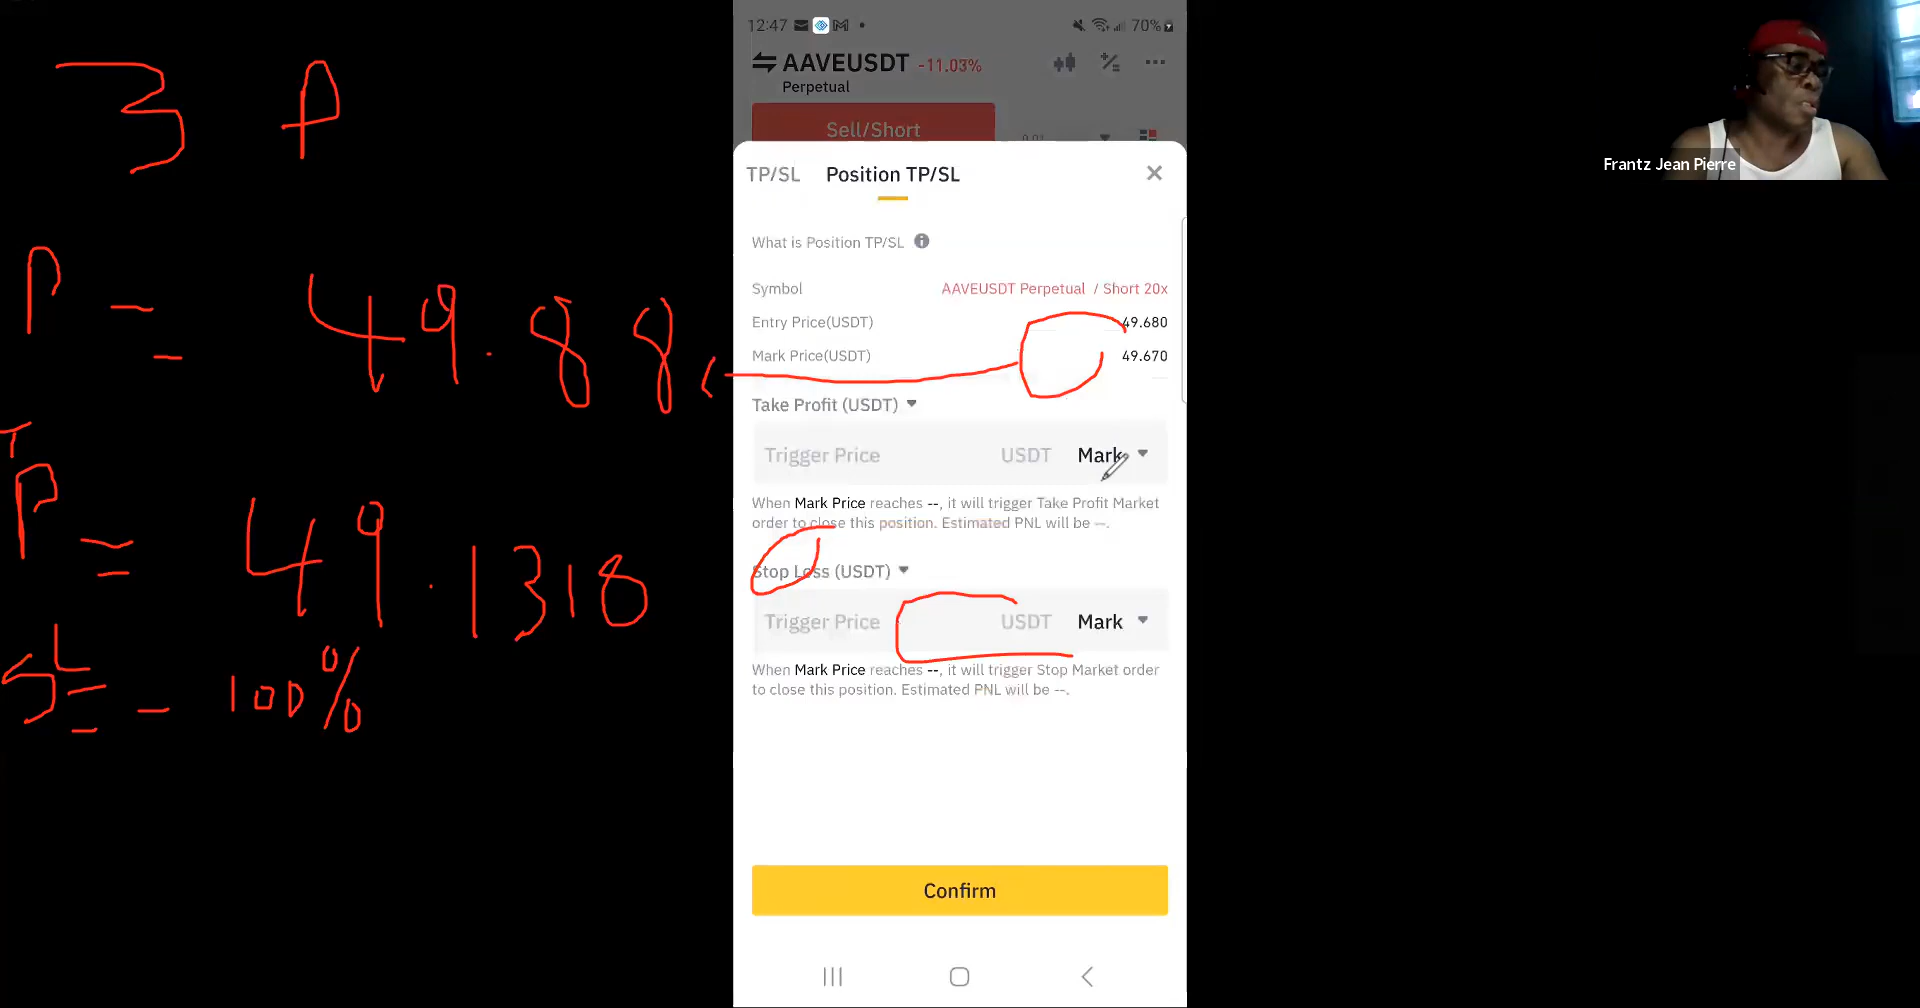 3 P
P = 49.88
TP = 49.1318
SL = - 100%
12:47
70%
AAVEUSDT -11.03%
Perpetual
Sell/Short
0.01
TP/SL Position TP/SL
What is Position TP/SL
Symbol AAVEUSDT Perpetual / Short 20x
Entry Price(USDT) 49.680
Mark Price(USDT) 49.670
Take Profit (USDT)
Trigger Price USDT Mark
When Mark Price reaches --, it will trigger Take Profit Market
order to close this position. Estimated PNL will be --.
Stop Loss (USDT)
Trigger Price USDT Mark
When Mark Price reaches --, it will trigger Stop Market order
to close this position. Estimated PNL will be --.
Confirm
Frantz Jean Pierre